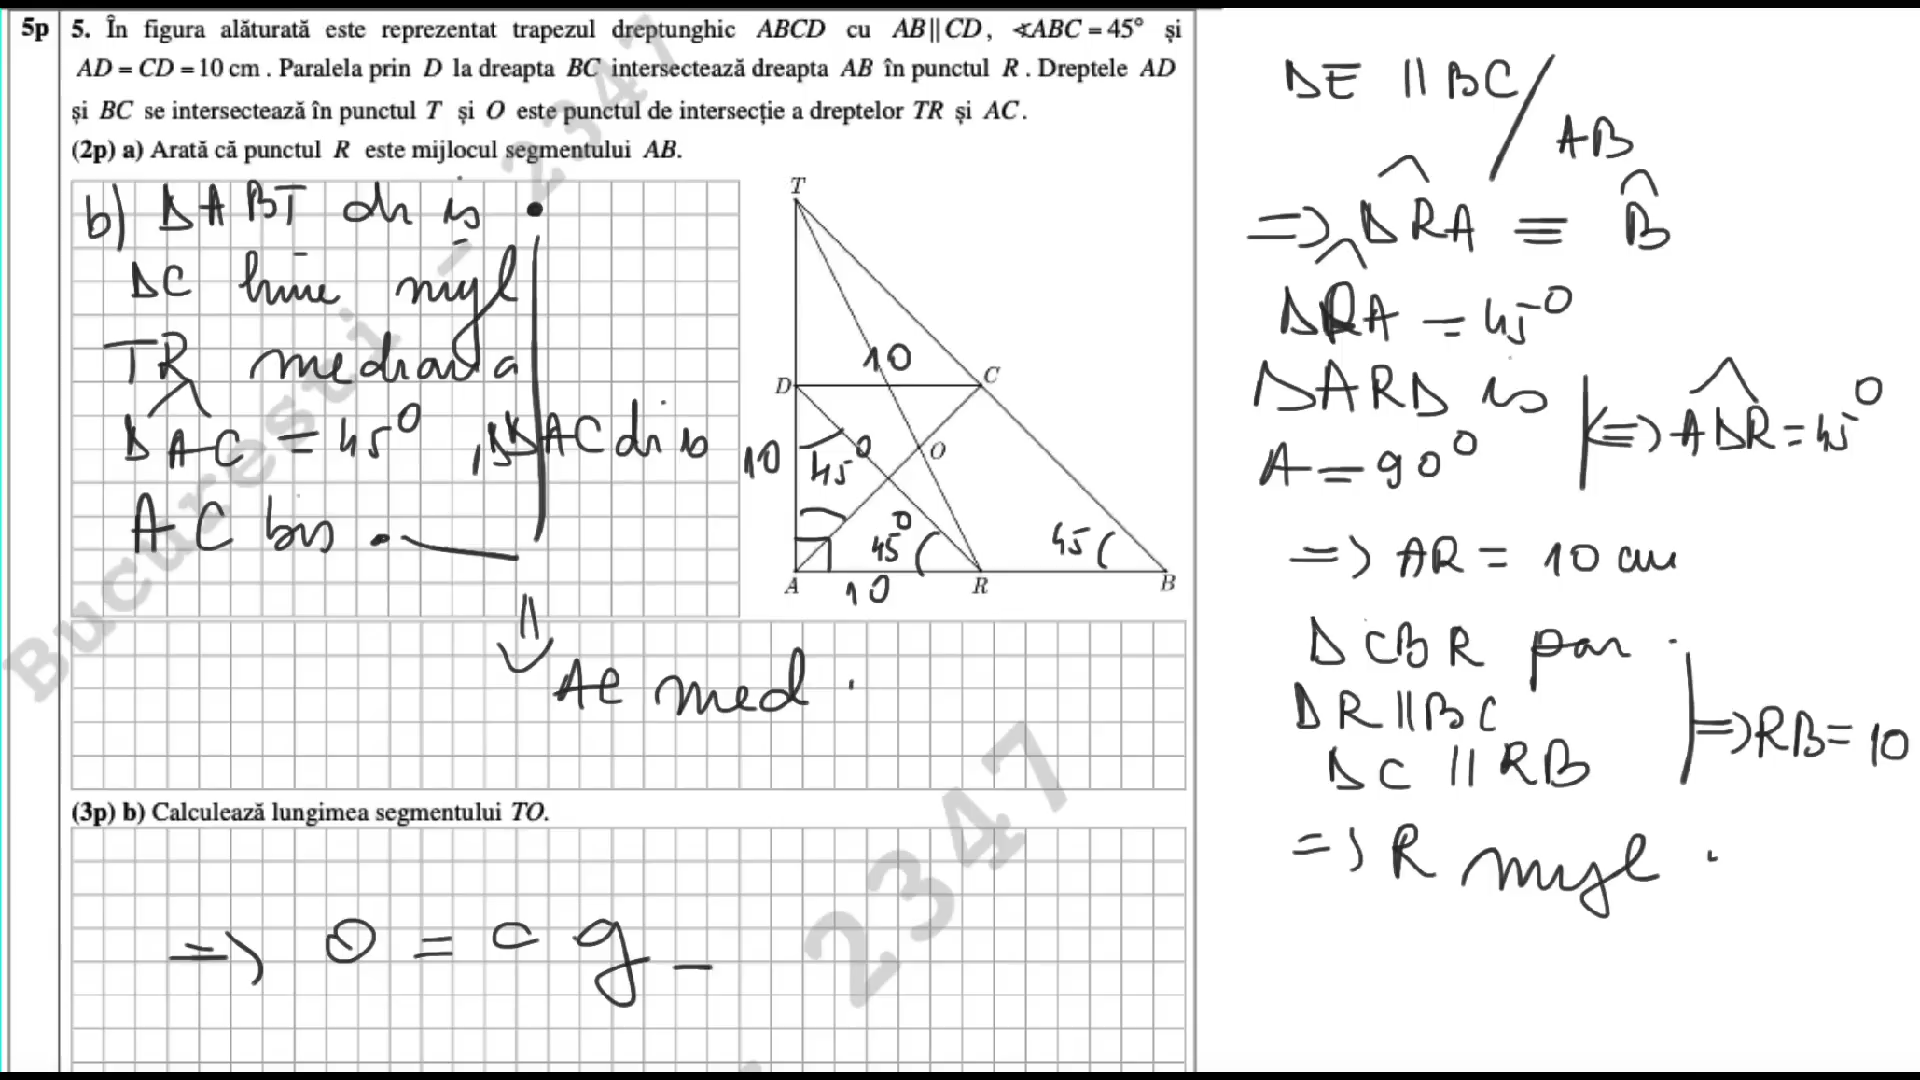 5p
5. În figura alăturată este reprezentat trapezul dreptunghic ABCD cu AB || CD, ∢ABC = 45° și
AD = CD = 10 cm. Paralela prin D la dreapta BC intersectează dreapta AB în punctul R. Dreptele AD
și BC se intersectează în punctul T și O este punctul de intersecție a dreptelor TR și AC.
(2p) a) Arată că punctul R este mijlocul segmentului AB.
b) ΔABT dr is
DC linie mijl
TR mediana
DAC = 45°, ΔDAC dr is
AC bis
⇓
AC med.
T
D
C
O
A
R
B
10
10
45°
45°
45
10
(3p) b) Calculează lungimea segmentului TO.
=> O = c g
DE || BC / AB
=> DRA ≡ B
DRA = 45°
ΔARD is
A = 90°
=> ADR = 45°
=> AR = 10 cm
DCBR par.
DR || BC
DC || RB
=> RB = 10
=> R mijl.
București - 2347
2347